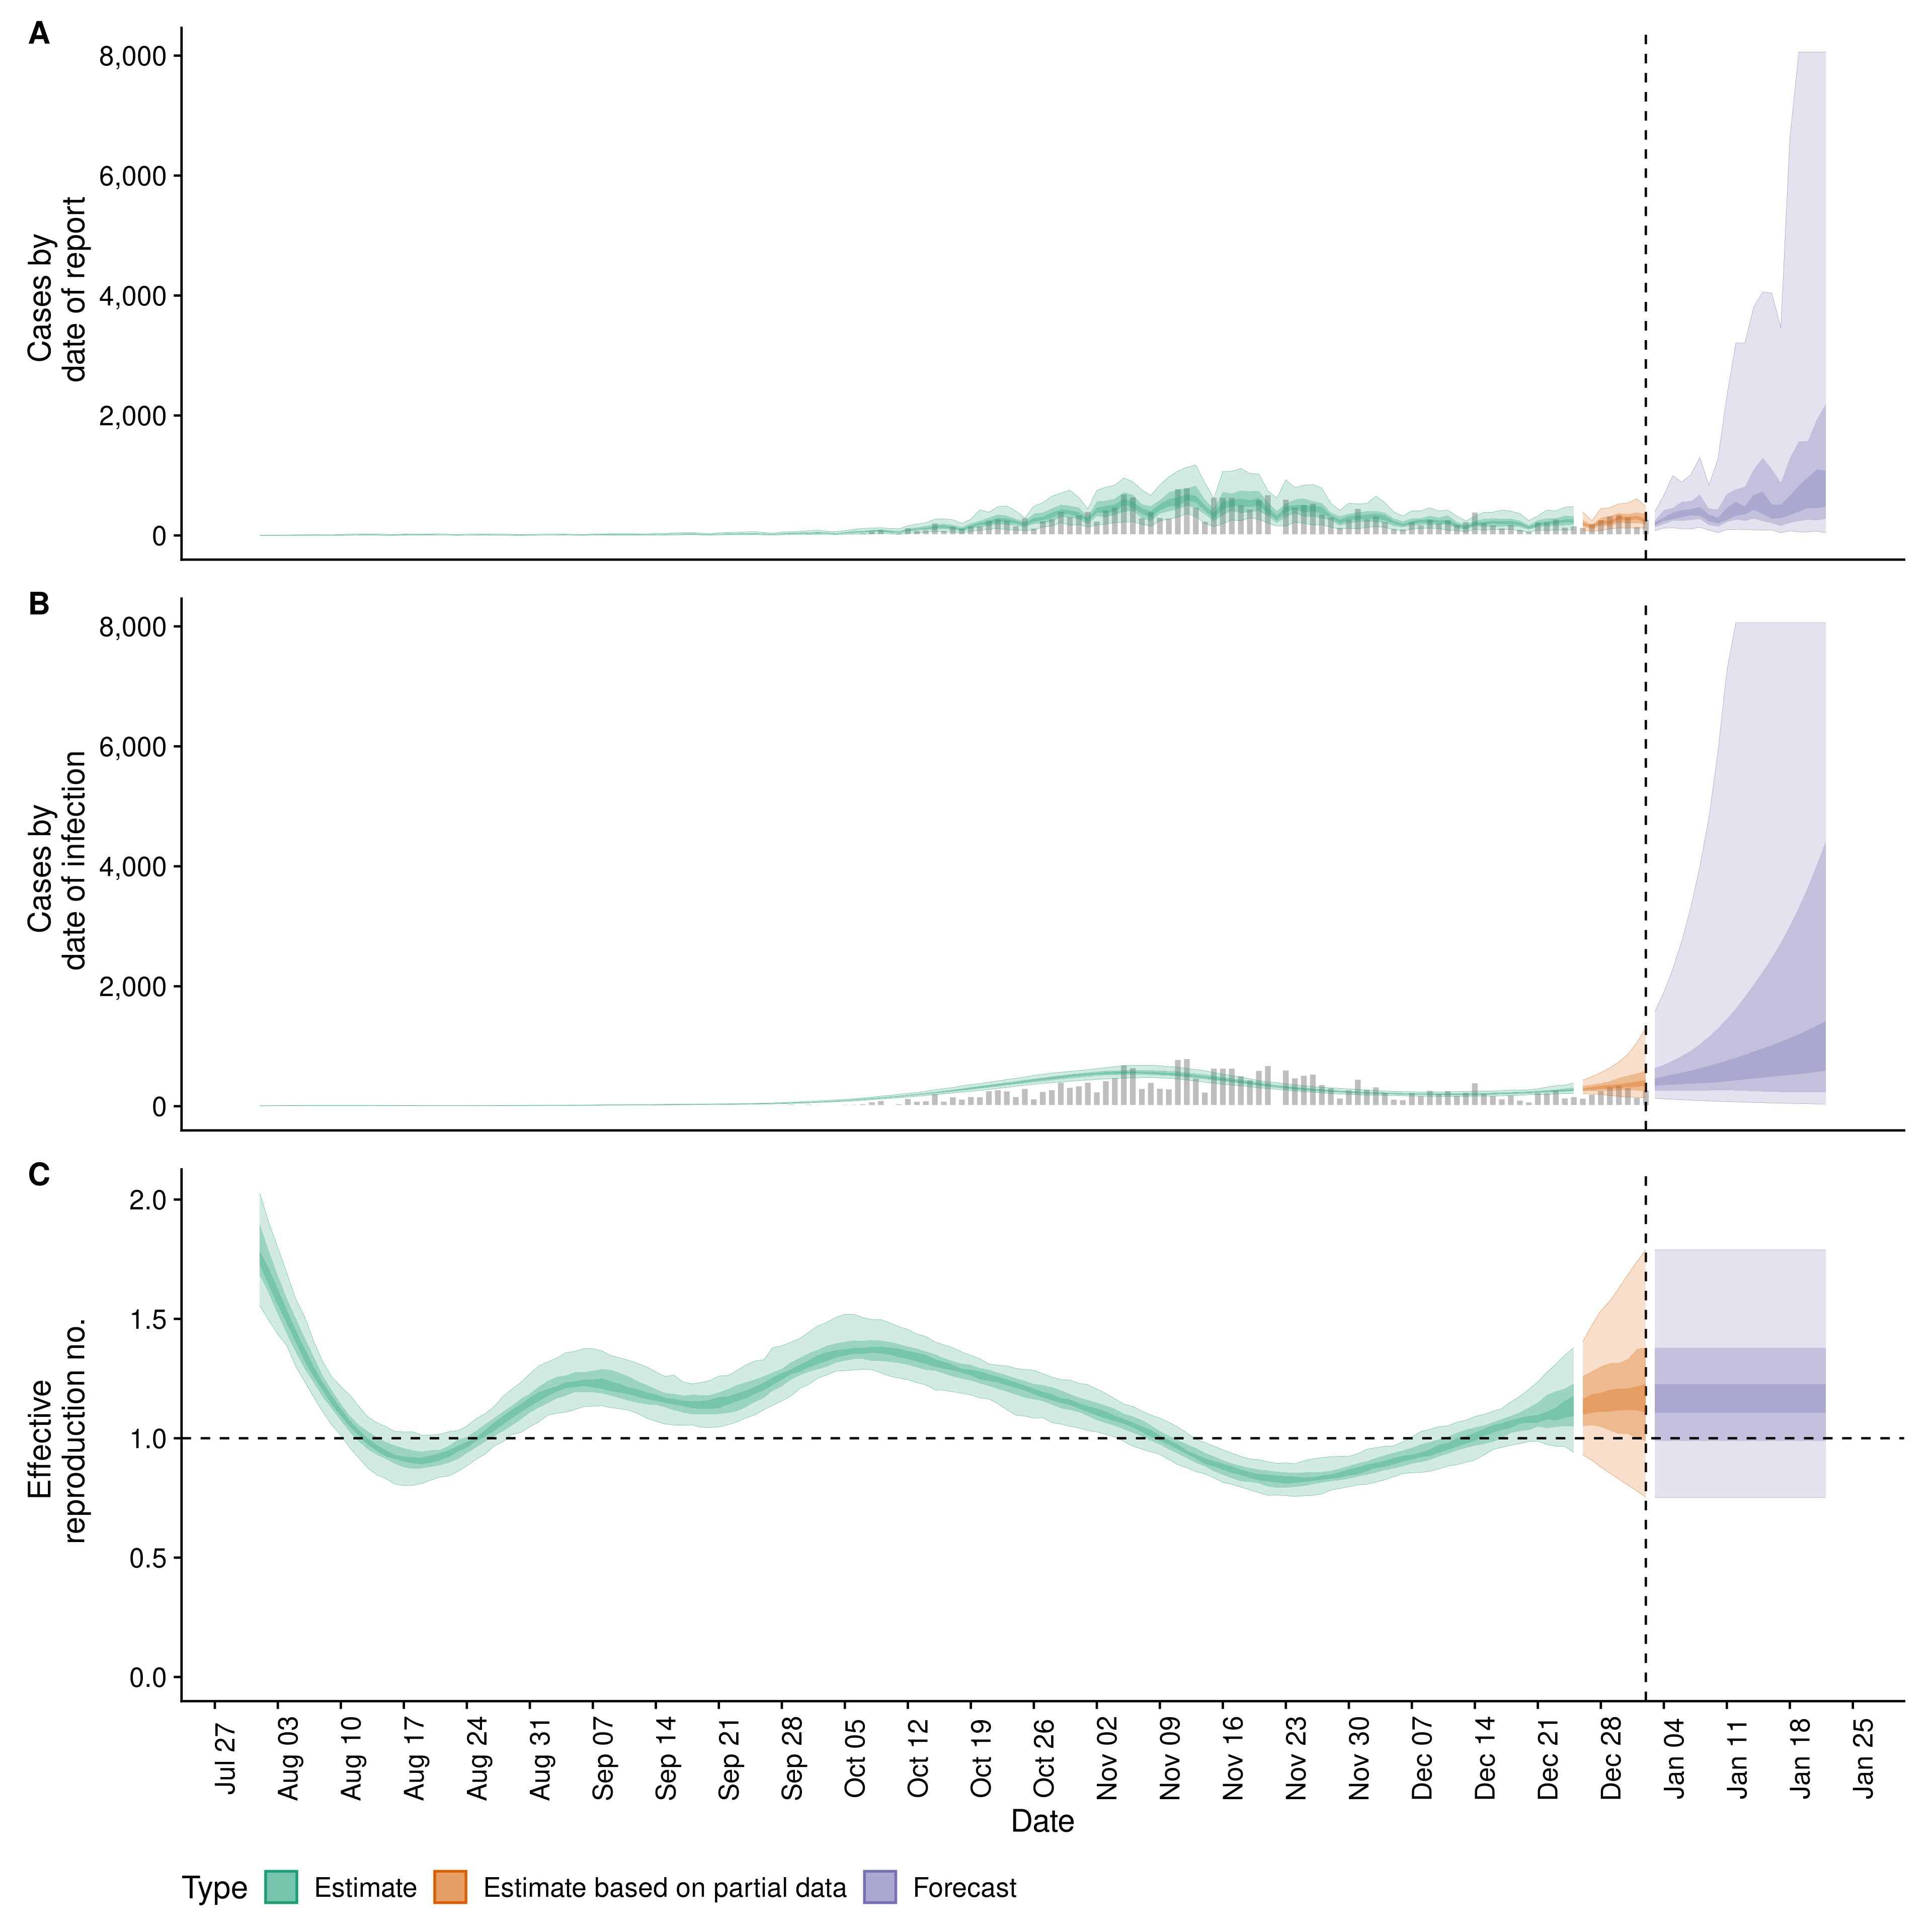 A
8,000
6,000
4,000
2,000
0
Cases by
date of report
B
8,000
6,000
4,000
2,000
0
Cases by
date of infection
C
2.0
1.5
1.0
0.5
0.0
Effective
reproduction no.
Jul 27
Aug 03
Aug 10
Aug 17
Aug 24
Aug 31
Sep 07
Sep 14
Sep 21
Sep 28
Oct 05
Oct 12
Oct 19
Oct 26
Nov 02
Nov 09
Nov 16
Nov 23
Nov 30
Dec 07
Dec 14
Dec 21
Dec 28
Jan 04
Jan 11
Jan 18
Jan 25
Date
Type Estimate Estimate based on partial data Forecast